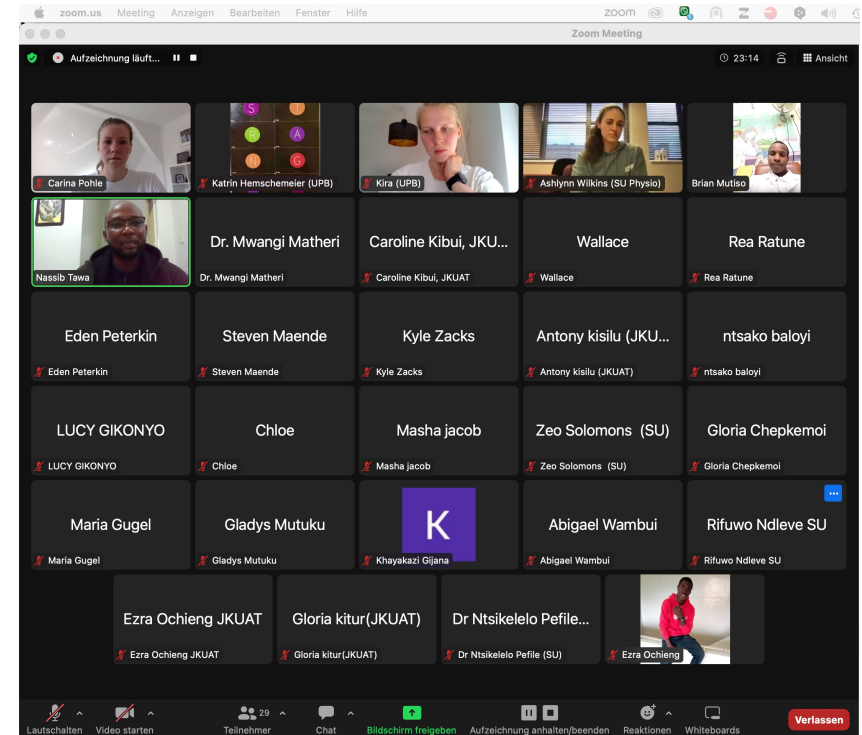 zoom.us Meeting Anzeigen Bearbeiten Fenster Hilfe zoom
Zoom Meeting
Aufzeichnung läuft... 23:14 Ansicht
S T
R A
N G
Carina Pohle Katrin Hemschemeier (UPB) Kira (UPB) Ashlynn Wilkins (SU Physio) Brian Mutiso
Dr. Mwangi Matheri Caroline Kibui, JKU... Wallace Rea Ratune
Nassib Tawa Dr. Mwangi Matheri Caroline Kibui, JKUAT Wallace Rea Ratune
Eden Peterkin Steven Maende Kyle Zacks Antony kisilu (JKU... ntsako baloyi
Eden Peterkin Steven Maende Kyle Zacks Antony kisilu (JKUAT) ntsako baloyi
LUCY GIKONYO Chloe Masha jacob Zeo Solomons (SU) Gloria Chepkemoi
LUCY GIKONYO Chloe Masha jacob Zeo Solomons (SU) Gloria Chepkemoi
Maria Gugel Gladys Mutuku K Abigael Wambui Rifuwo Ndleve SU
Maria Gugel Gladys Mutuku Khayakazi Gijana Abigael Wambui Rifuwo Ndleve SU
Ezra Ochieng JKUAT Gloria kitur(JKUAT) Dr Ntsikelelo Pefile...
Ezra Ochieng JKUAT Gloria kitur(JKUAT) Dr Ntsikelelo Pefile (SU) Ezra Ochieng
29
Lautschalten Video starten Teilnehmer Chat Bildschirm freigeben Aufzeichnung anhalten/beenden Reaktionen Whiteboards Verlassen